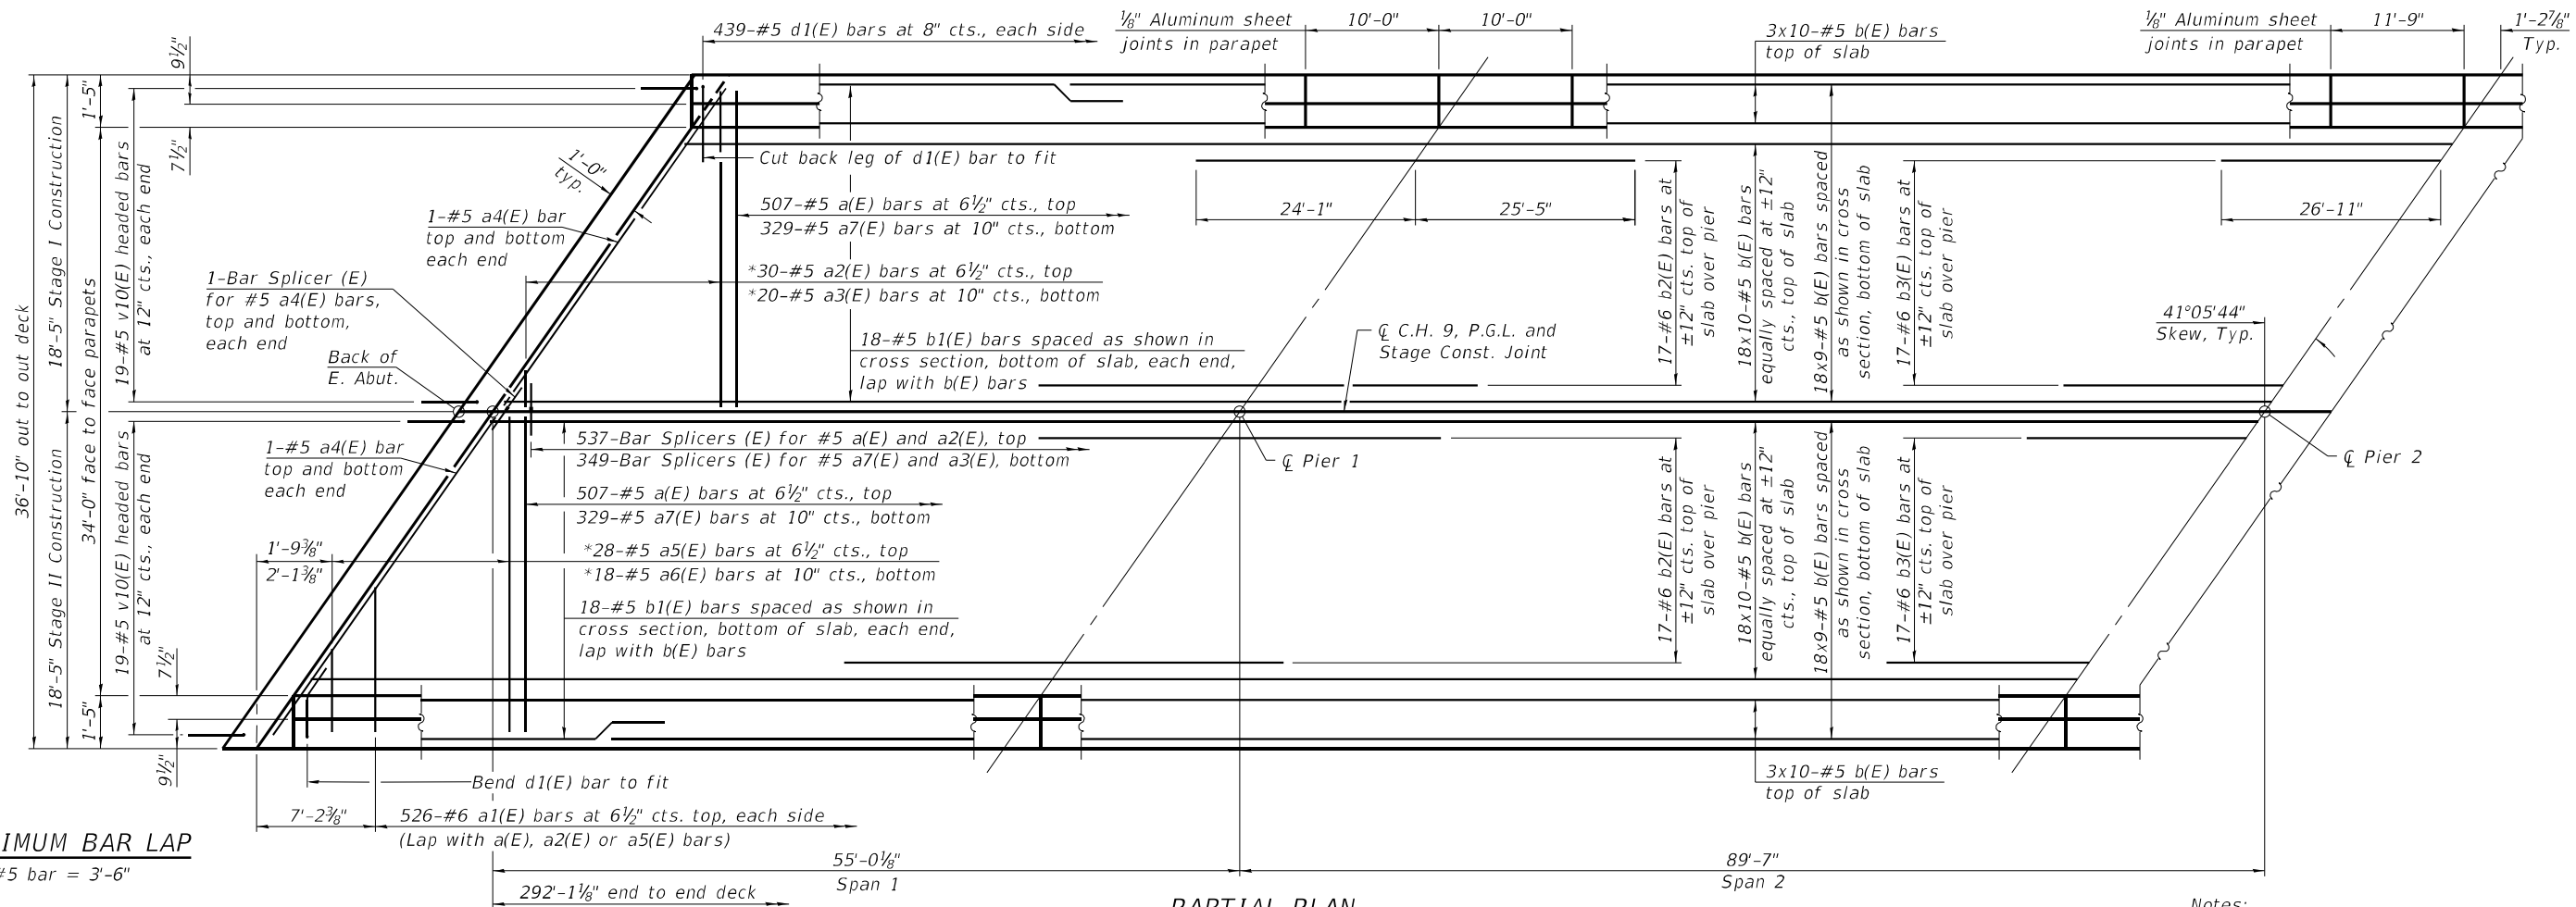 439-#5 d1(E) bars at 8" cts., each side
⅛" Aluminum sheet
joints in parapet
10'-0"
10'-0"
3x10-#5 b(E) bars
top of slab
⅛" Aluminum sheet
joints in parapet
11'-9"
1'-2⅞"
Typ.
9½"
1'-5"
7½"
36'-10" out to out deck
18'-5" Stage I Construction
34'-0" face to face parapets
19-#5 v10(E) headed bars
at 12" cts., each end
1'-0"
typ.
Cut back leg of d1(E) bar to fit
1-#5 a4(E) bar
top and bottom
each end
507-#5 a(E) bars at 6½" cts., top
329-#5 a7(E) bars at 10" cts., bottom
24'-1"
25'-5"
26'-11"
1-Bar Splicer (E)
for #5 a4(E) bars,
top and bottom,
each end
*30-#5 a2(E) bars at 6½" cts., top
*20-#5 a3(E) bars at 10" cts., bottom
17-#6 b2(E) bars at
±12" cts. top of
slab over pier
18x10-#5 b(E) bars
equally spaced at ±12"
cts., top of slab
18x9-#5 b(E) bars spaced
as shown in cross
section, bottom of slab
17-#6 b3(E) bars at
±12" cts. top of
slab over pier
41°05'44"
Skew, Typ.
Back of
E. Abut.
18-#5 b1(E) bars spaced as shown in
cross section, bottom of slab, each end,
lap with b(E) bars
℄ C.H. 9, P.G.L. and
Stage Const. Joint
18'-5" Stage II Construction
19-#5 v10(E) headed bars
at 12" cts., each end
1-#5 a4(E) bar
top and bottom
each end
537-Bar Splicers (E) for #5 a(E) and a2(E), top
349-Bar Splicers (E) for #5 a7(E) and a3(E), bottom
℄ Pier 1
℄ Pier 2
507-#5 a(E) bars at 6½" cts., top
329-#5 a7(E) bars at 10" cts., bottom
17-#6 b2(E) bars at
±12" cts. top of
slab over pier
18x10-#5 b(E) bars
equally spaced at ±12"
cts., top of slab
18x9-#5 b(E) bars spaced
as shown in cross
section, bottom of slab
17-#6 b3(E) bars at
±12" cts. top of
slab over pier
1'-9⅜"
2'-1⅜"
*28-#5 a5(E) bars at 6½" cts., top
*18-#5 a6(E) bars at 10" cts., bottom
18-#5 b1(E) bars spaced as shown in
cross section, bottom of slab, each end,
lap with b(E) bars
7½"
1'-5"
9½"
Bend d1(E) bar to fit
3x10-#5 b(E) bars
top of slab
7'-2⅜"
526-#6 a1(E) bars at 6½" cts. top, each side
(Lap with a(E), a2(E) or a5(E) bars)
IMUM BAR LAP
#5 bar = 3'-6"
55'-0⅛"
Span 1
89'-7"
Span 2
292'-1⅛" end to end deck
PARTIAL PLAN
Notes: